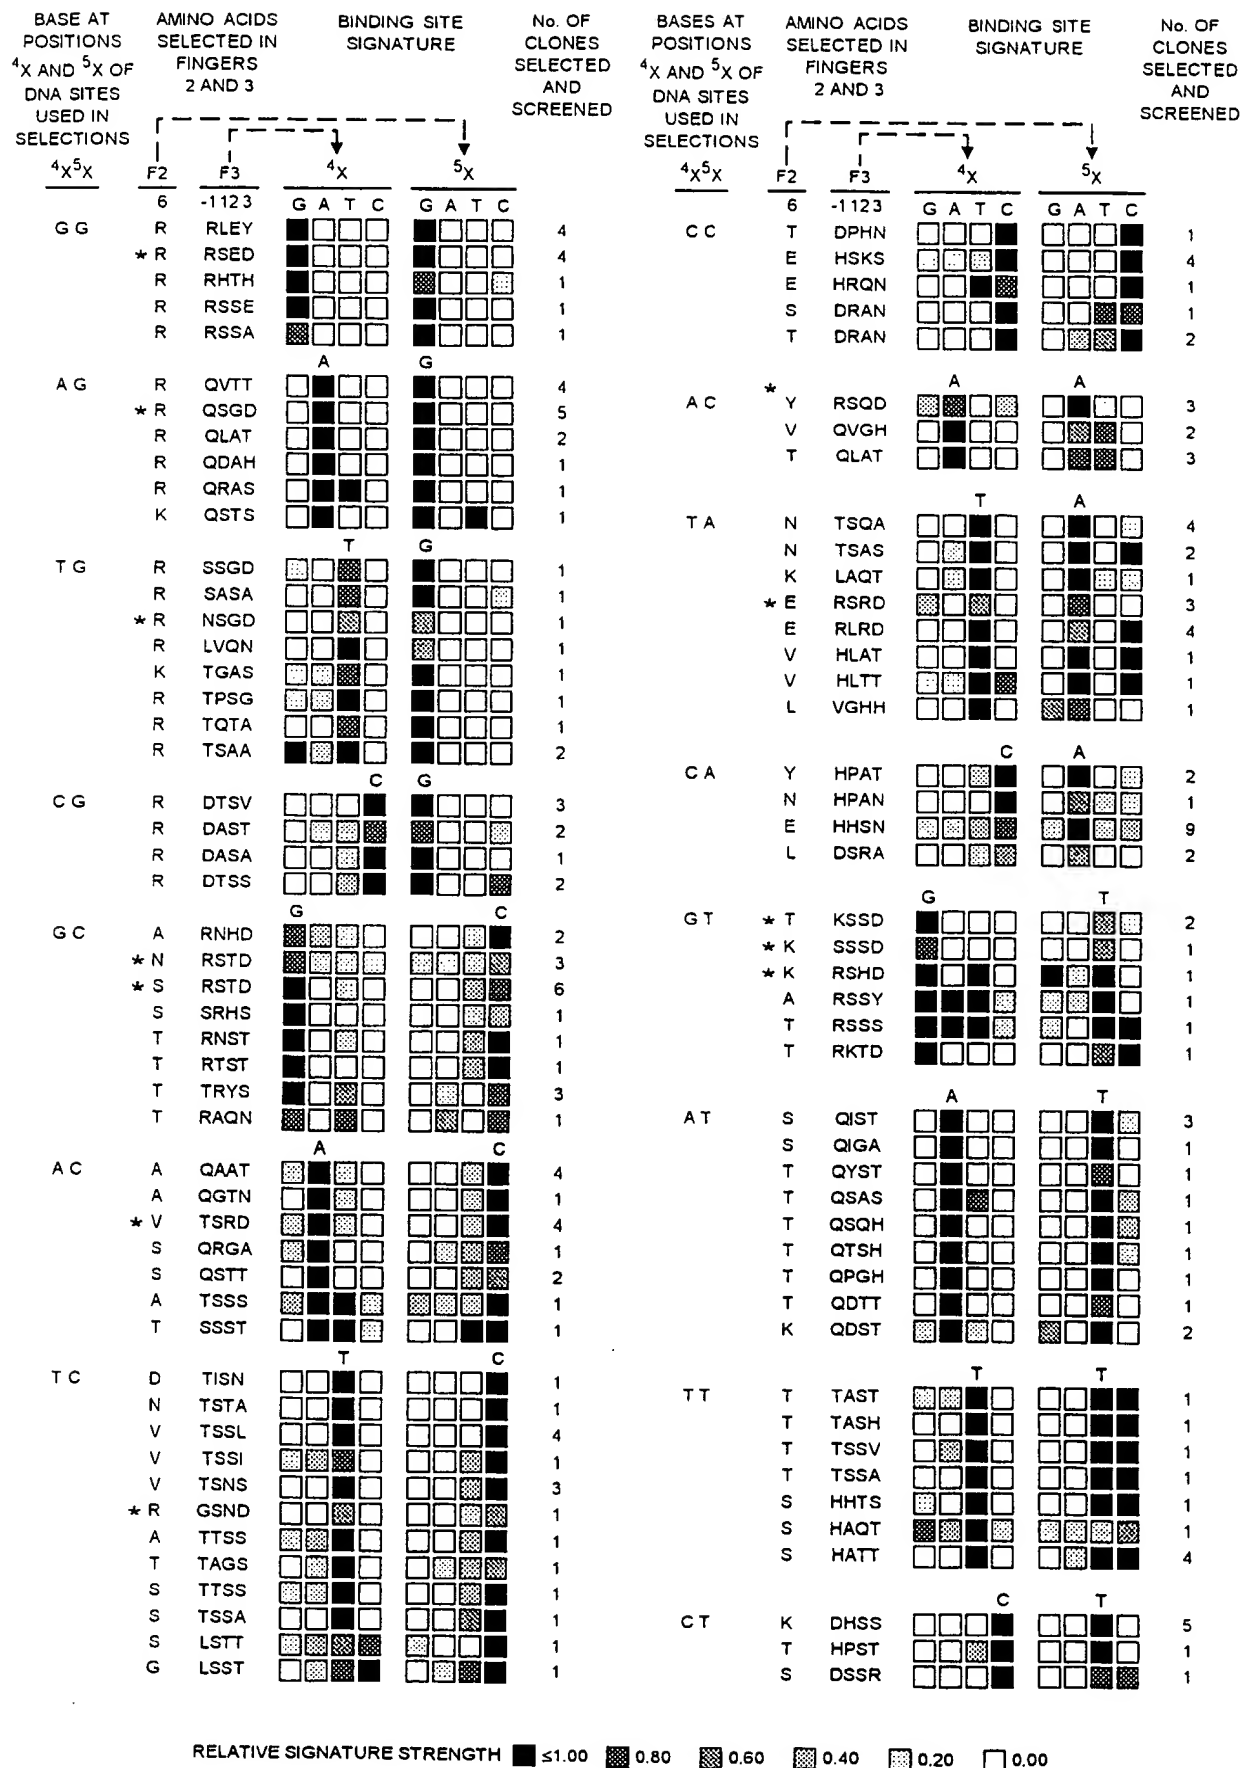 BASE AT POSITIONS 4X AND 5X OF DNA SITES USED IN SELECTIONS
AMINO ACIDS SELECTED IN FINGERS 2 AND 3
BINDING SITE SIGNATURE
No. OF CLONES SELECTED AND SCREENED
4X5X F2 F3 4X 5X
6 -1123 G A T C G A T C
G G R RLEY 4
* R RSED 4
R RHTH 1
R RSSE 1
R RSSA 1
A G
A G R QVTT 4
* R QSGD 5
R QLAT 2
R QDAH 1
R QRAS 1
K QSTS 1
T G
T G R SSGD 1
R SASA 1
* R NSGD 1
R LVQN 1
K TGAS 1
R TPSG 1
R TQTA 1
R TSAA 2
C G
C G R DTSV 3
R DAST 2
R DASA 1
R DTSS 2
G C
G C A RNHD 2
* N RSTD 3
* S RSTD 6
S SRHS 1
T RNST 1
T RTST 1
T TRYS 3
T RAQN 1
A C
A C A QAAT 4
A QGTN 1
* V TSRD 4
S QRGA 1
S QSTT 2
A TSSS 1
T SSST 1
T C
T C D TISN 1
N TSTA 1
V TSSL 4
V TSSI 1
V TSNS 3
* R GSND 1
A TTSS 1
T TAGS 1
S TTSS 1
S TSSA 1
S LSTT 1
G LSST 1
BASES AT POSITIONS 4X AND 5X OF DNA SITES USED IN SELECTIONS
AMINO ACIDS SELECTED IN FINGERS 2 AND 3
BINDING SITE SIGNATURE
No. OF CLONES SELECTED AND SCREENED
4X5X F2 F3 4X 5X
6 -1123 G A T C G A T C
C C T DPHN 1
E HSKS 4
E HRQN 1
S DRAN 1
T DRAN 2
* A A
A C Y RSQD 3
V QVGH 2
T QLAT 3
T A
T A N TSQA 4
N TSAS 2
K LAQT 1
* E RSRD 3
E RLRD 4
V HLAT 1
V HLTT 1
L VGHH 1
C A
C A Y HPAT 2
N HPAN 1
E HHSN 9
L DSRA 2
G T
G T * T KSSD 2
* K SSSD 1
* K RSHD 1
A RSSY 1
T RSSS 1
T RKTD 1
A T
A T S QIST 3
S QIGA 1
T QYST 1
T QSAS 1
T QSQH 1
T QTSH 1
T QPGH 1
T QDTT 1
K QDST 2
T T
T T T TAST 1
T TASH 1
T TSSV 1
T TSSA 1
S HHTS 1
S HAQT 1
S HATT 4
C T
C T K DHSS 5
T HPST 1
S DSSR 1
RELATIVE SIGNATURE STRENGTH ≤1.00 0.80 0.60 0.40 0.20 0.00